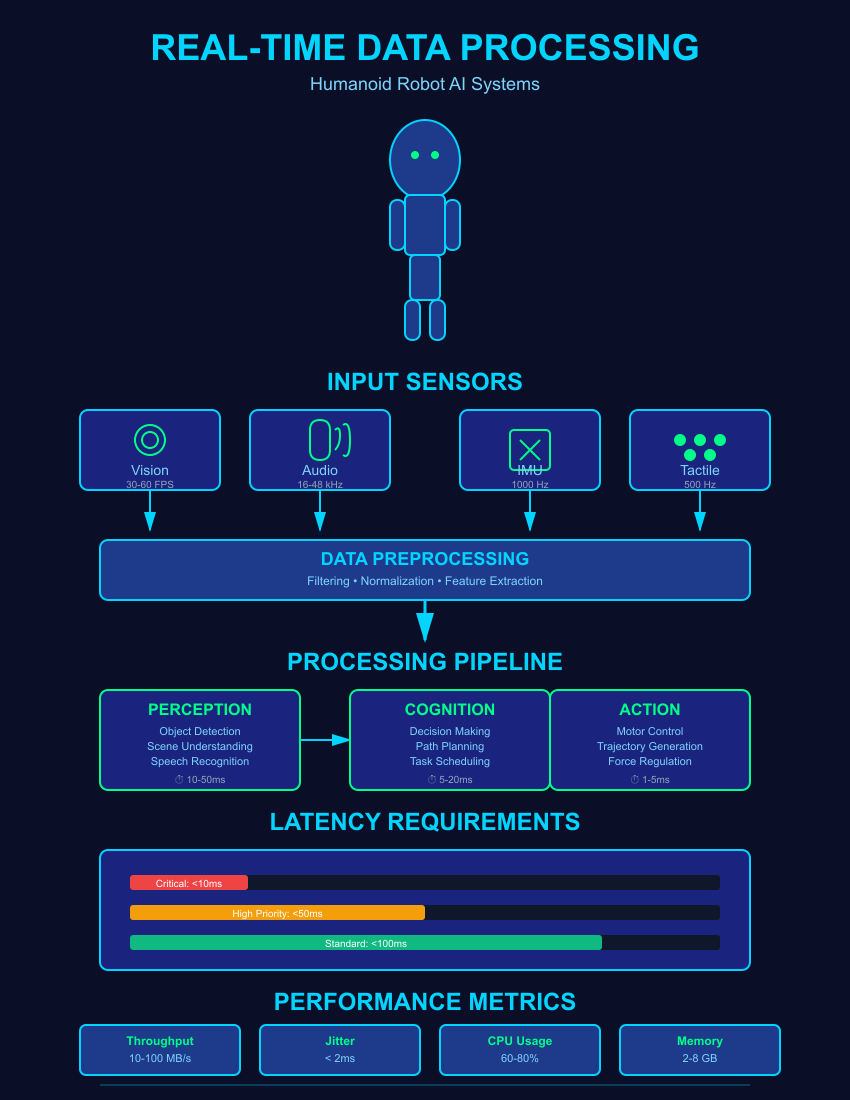 REAL-TIME DATA PROCESSING
Humanoid Robot AI Systems
INPUT SENSORS
Vision
30-60 FPS
Audio
16-48 kHz
IMU
1000 Hz
Tactile
500 Hz
DATA PREPROCESSING
Filtering • Normalization • Feature Extraction
PROCESSING PIPELINE
PERCEPTION
Object Detection
Scene Understanding
Speech Recognition
⏱ 10-50ms
COGNITION
Decision Making
Path Planning
Task Scheduling
⏱ 5-20ms
ACTION
Motor Control
Trajectory Generation
Force Regulation
⏱ 1-5ms
LATENCY REQUIREMENTS
Critical: <10ms
High Priority: <50ms
Standard: <100ms
PERFORMANCE METRICS
Throughput
10-100 MB/s
Jitter
< 2ms
CPU Usage
60-80%
Memory
2-8 GB